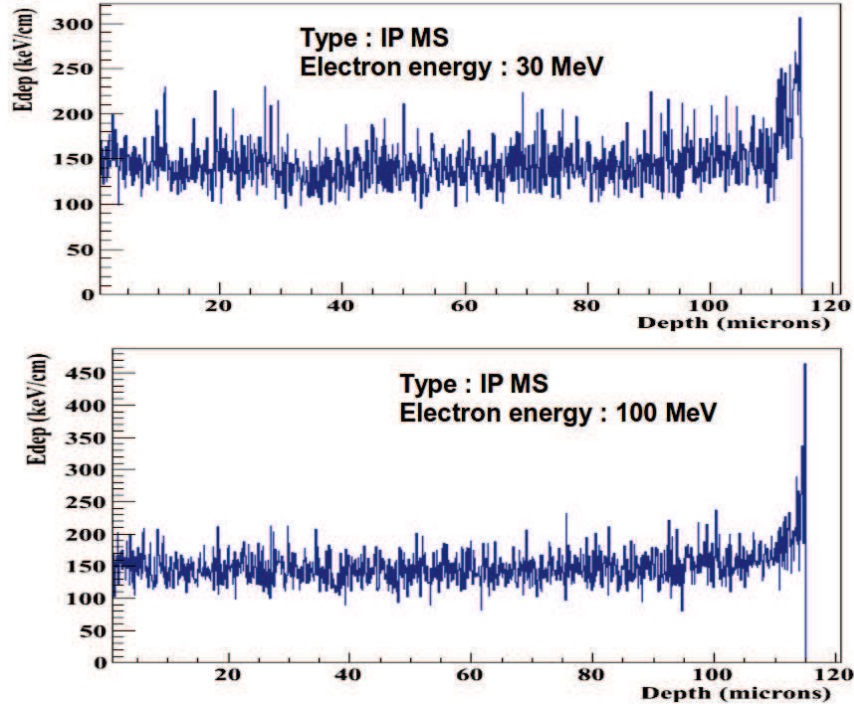 Edep (keV/cm)
Type : IP MS
Electron energy : 30 MeV
300
250
200
150
100
50
0
20 40 60 80 100 120
Depth (microns)
Edep (keV/cm)
Type : IP MS
Electron energy : 100 MeV
450
400
350
300
250
200
150
100
50
0
20 40 60 80 100 120
Depth (microns)